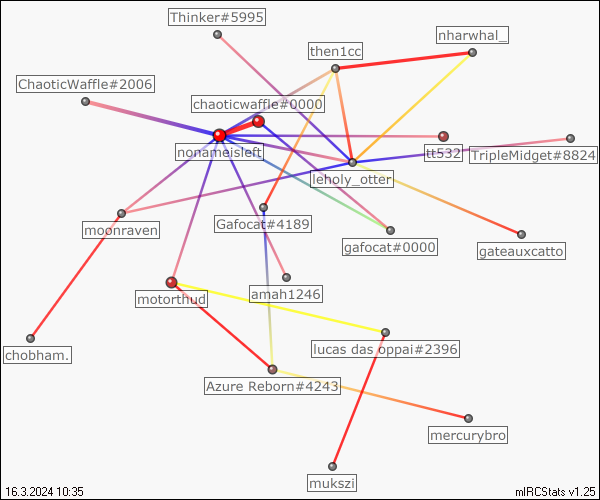 Thinker#5995
nharwhal_
then1cc
ChaoticWaffle#2006
chaoticwaffle#0000
nonameisleft
tt532
TripleMidget#8824
leholy_otter
moonraven
Gafocat#4189
gafocat#0000
gateauxcatto
amah1246
motorthud
chobham.
lucas das oppai#2396
Azure Reborn#4243
mercurybro
mukszi
16.3.2024 10:35
mIRCStats v1.25